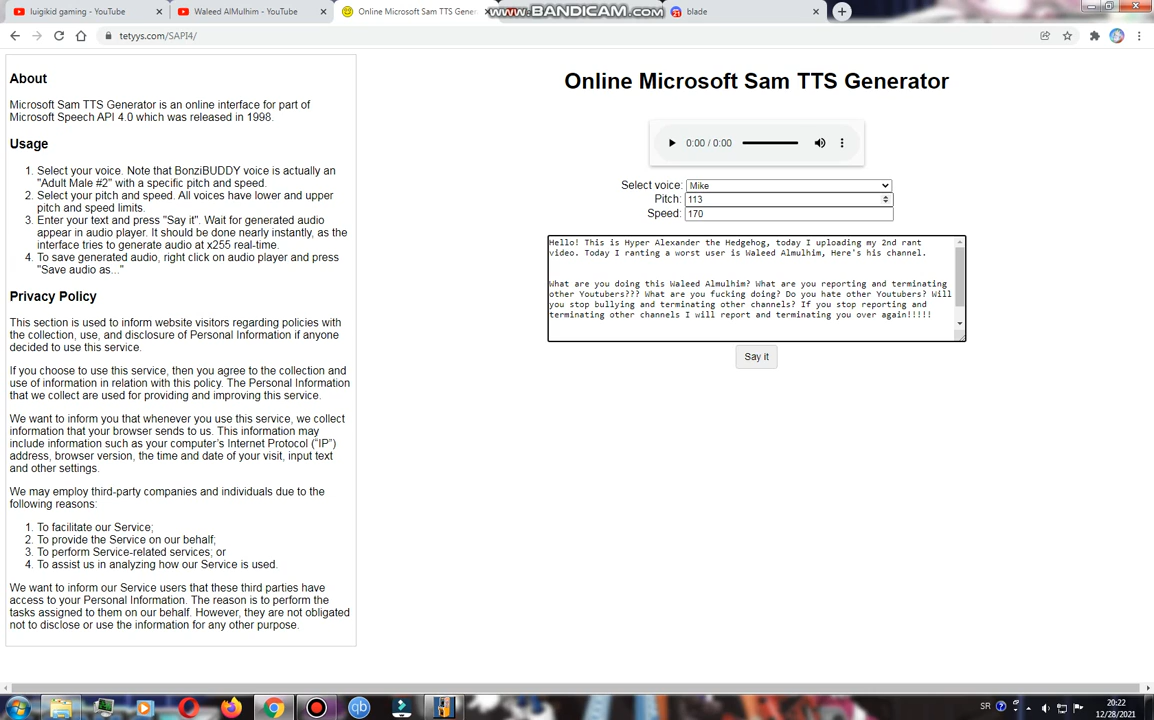 luigikid gaming - YouTube
Waleed AlMulhim - YouTube
Online Microsoft Sam TTS Gene
www.BANDICAM.com
blade
tetyys.com/SAPI4/
About
Microsoft Sam TTS Generator is an online interface for part of
Microsoft Speech API 4.0 which was released in 1998.
Usage
1. Select your voice. Note that BonziBUDDY voice is actually an
"Adult Male #2" with a specific pitch and speed.
2. Select your pitch and speed. All voices have lower and upper
pitch and speed limits.
3. Enter your text and press "Say it". Wait for generated audio
appear in audio player. It should be done nearly instantly, as the
interface tries to generate audio at x255 real-time.
4. To save generated audio, right click on audio player and press
"Save audio as..."
Privacy Policy
This section is used to inform website visitors regarding policies with
the collection, use, and disclosure of Personal Information if anyone
decided to use this service.
If you choose to use this service, then you agree to the collection and
use of information in relation with this policy. The Personal Information
that we collect are used for providing and improving this service.
We want to inform you that whenever you use this service, we collect
information that your browser sends to us. This information may
include information such as your computer's Internet Protocol ("IP")
address, browser version, the time and date of your visit, input text
and other settings.
We may employ third-party companies and individuals due to the
following reasons:
1. To facilitate our Service;
2. To provide the Service on our behalf;
3. To perform Service-related services; or
4. To assist us in analyzing how our Service is used.
We want to inform our Service users that these third parties have
access to your Personal Information. The reason is to perform the
tasks assigned to them on our behalf. However, they are not obligated
not to disclose or use the information for any other purpose.
Online Microsoft Sam TTS Generator
0:00 / 0:00
Select voice: Mike
Pitch: 113
Speed: 170
Hello! This is Hyper Alexander the Hedgehog, today I uploading my 2nd rant
video. Today I ranting a worst user is Waleed Almulhim, Here's his channel.
What are you doing this Waleed Almulhim? What are you reporting and terminating
other Youtubers??? What are you fucking doing? Do you hate other Youtubers? Will
you stop bullying and terminating other channels? If you stop reporting and
terminating other channels I will report and terminating you over again!!!!!
Say it
qb
SR
20:22
12/28/2021